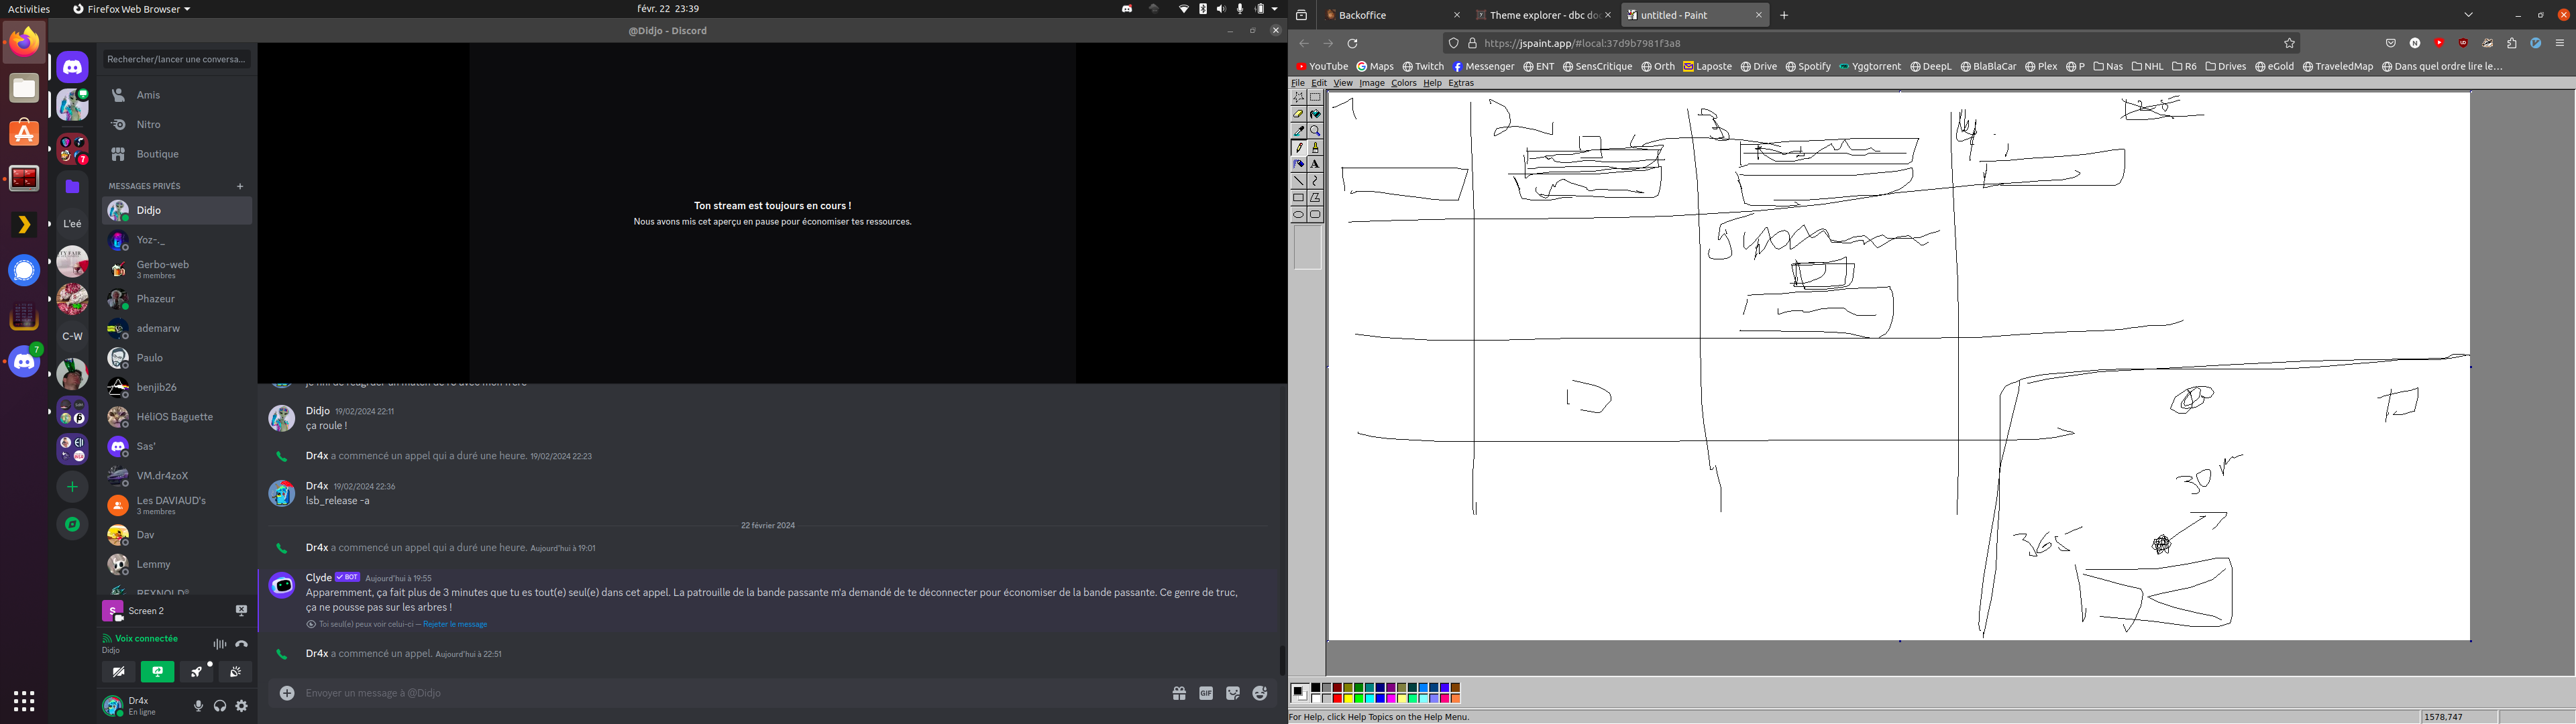 Activities
Firefox Web Browser
févr. 22 23:39
@Didjo - Discord
Rechercher/lancer une conversa...
Amis
Nitro
Boutique
MESSAGES PRIVÉS
Didjo
Yoz-._
Gerbo-web
3 membres
Phazeur
ademarw
Paulo
benjib26
HéliOS Baguette
Sas'
VM.dr4zoX
Les DAVIAUD's
3 membres
Dav
Lemmy
L'eé
C-W
7
7
Screen 2
Voix connectée
Didjo
Dr4x
En ligne
Ton stream est toujours en cours !
Nous avons mis cet aperçu en pause pour économiser tes ressources.
Didjo 19/02/2024 22:11
ça roule !
Dr4x a commencé un appel qui a duré une heure. 19/02/2024 22:23
Dr4x 19/02/2024 22:36
lsb_release -a
22 février 2024
Dr4x a commencé un appel qui a duré une heure. Aujourd'hui à 19:01
Clyde BOT Aujourd'hui à 19:55
Apparemment, ça fait plus de 3 minutes que tu es tout(e) seul(e) dans cet appel. La patrouille de la bande passante m'a demandé de te déconnecter pour économiser de la bande passante. Ce genre de truc,
ça ne pousse pas sur les arbres !
Toi seul(e) peux voir celui-ci — Rejeter le message
Dr4x a commencé un appel. Aujourd'hui à 22:51
Envoyer un message à @Didjo
GIF
Backoffice
Theme explorer - dbc do
untitled - Paint
https://jspaint.app/#local:37d9b7981f3a8
YouTube Maps Twitch Messenger ENT SensCritique Orth Laposte Drive Spotify Yggtorrent DeepL BlaBlaCar Plex P Nas NHL R6 Drives eGold TraveledMap Dans quel ordre lire le...
File Edit View Image Colors Help Extras
1 2 3 4
30
365
For Help, click Help Topics on the Help Menu.
1578,747